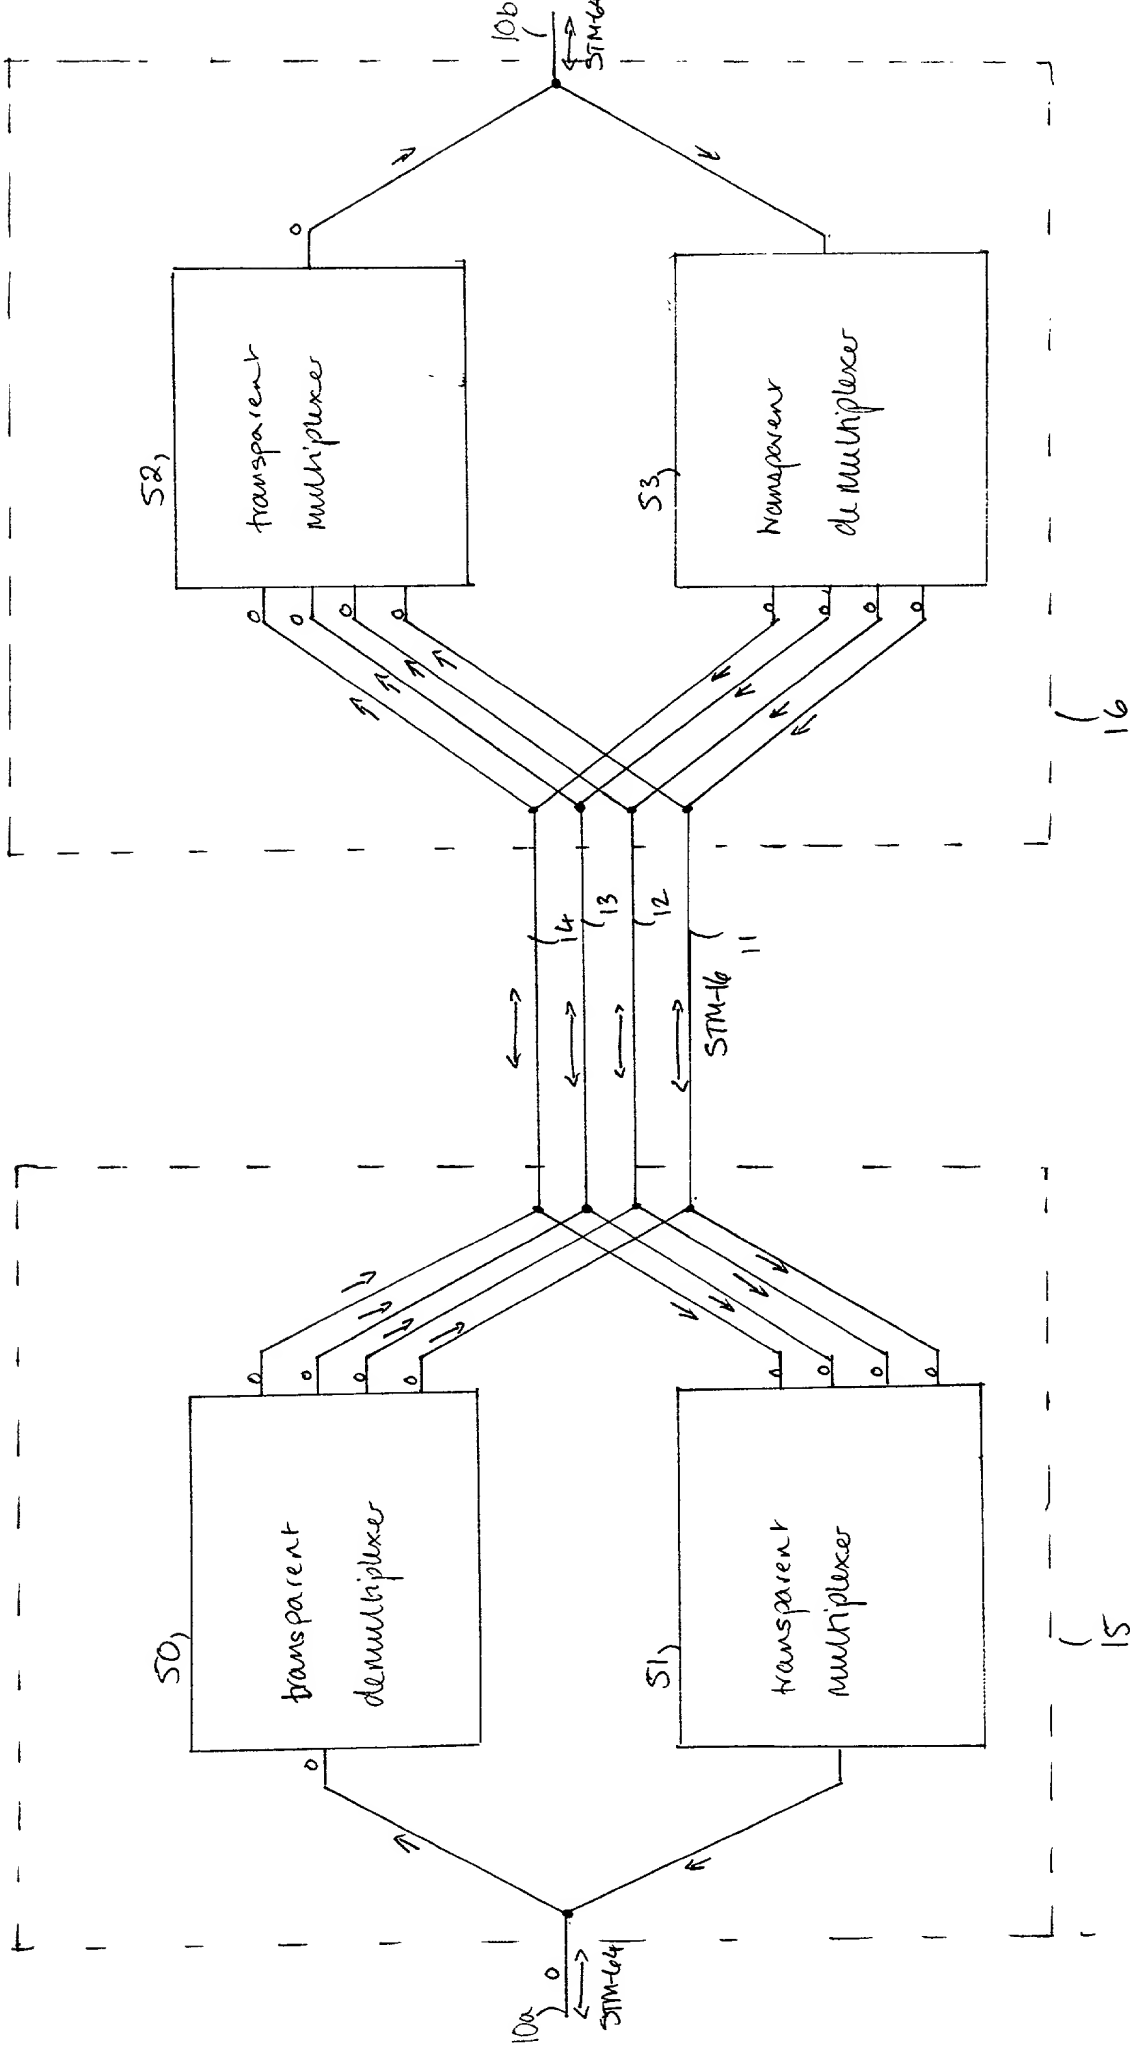 10b
STM-64
52
transparent
multiplexer
53
transparent
demultiplexer
16
14
13
12
11
STM-16
50
transparent
demultiplexer
51
transparent
multiplexer
15
10a
STM-64